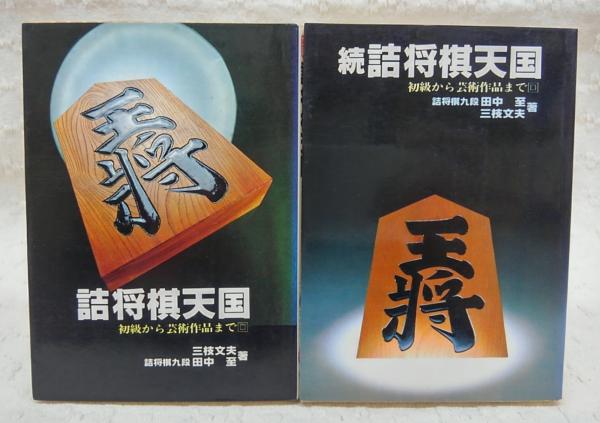 王將
詰将棋天国
初級から芸術作品まで
三枝文夫
詰将棋九段 田中 至 著
続 詰将棋天国
初級から芸術作品まで
詰将棋九段 田中 至
三枝文夫 著
王將